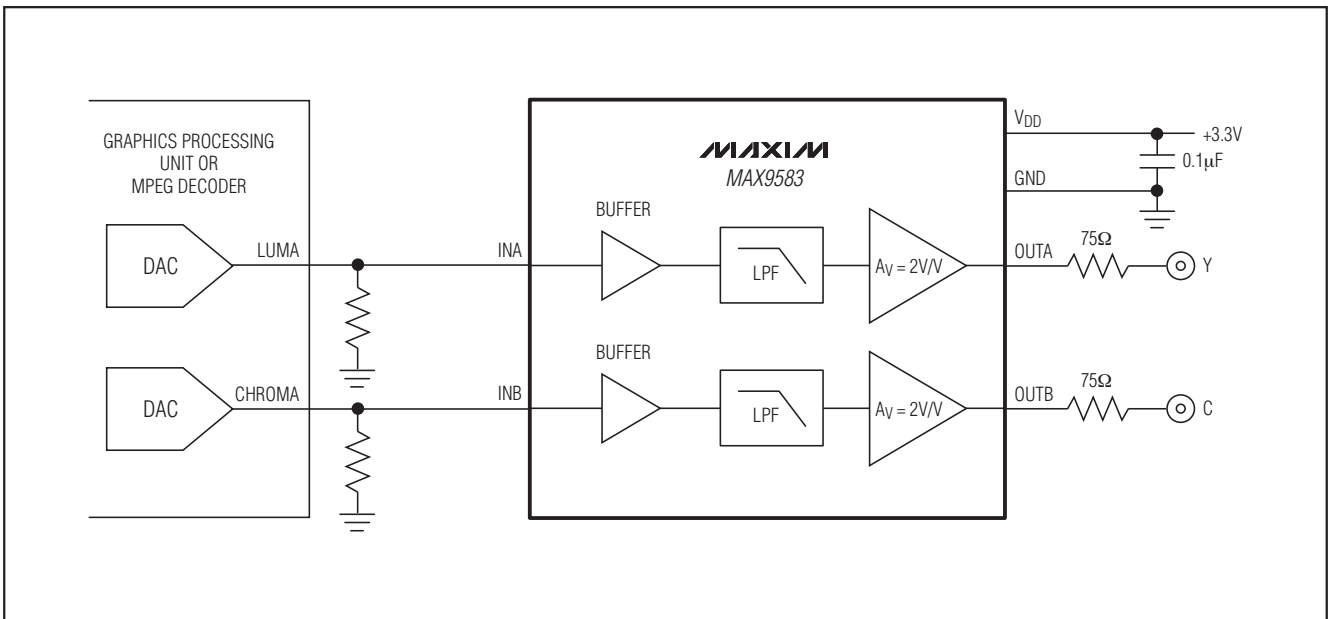 GRAPHICS PROCESSING
UNIT OR
MPEG DECODER
DAC
LUMA
DAC
CHROMA
MAXIM
MAX9583
INA
BUFFER
LPF
AV = 2V/V
OUTA
75Ω
Y
INB
BUFFER
LPF
AV = 2V/V
OUTB
75Ω
C
VDD
+3.3V
0.1μF
GND